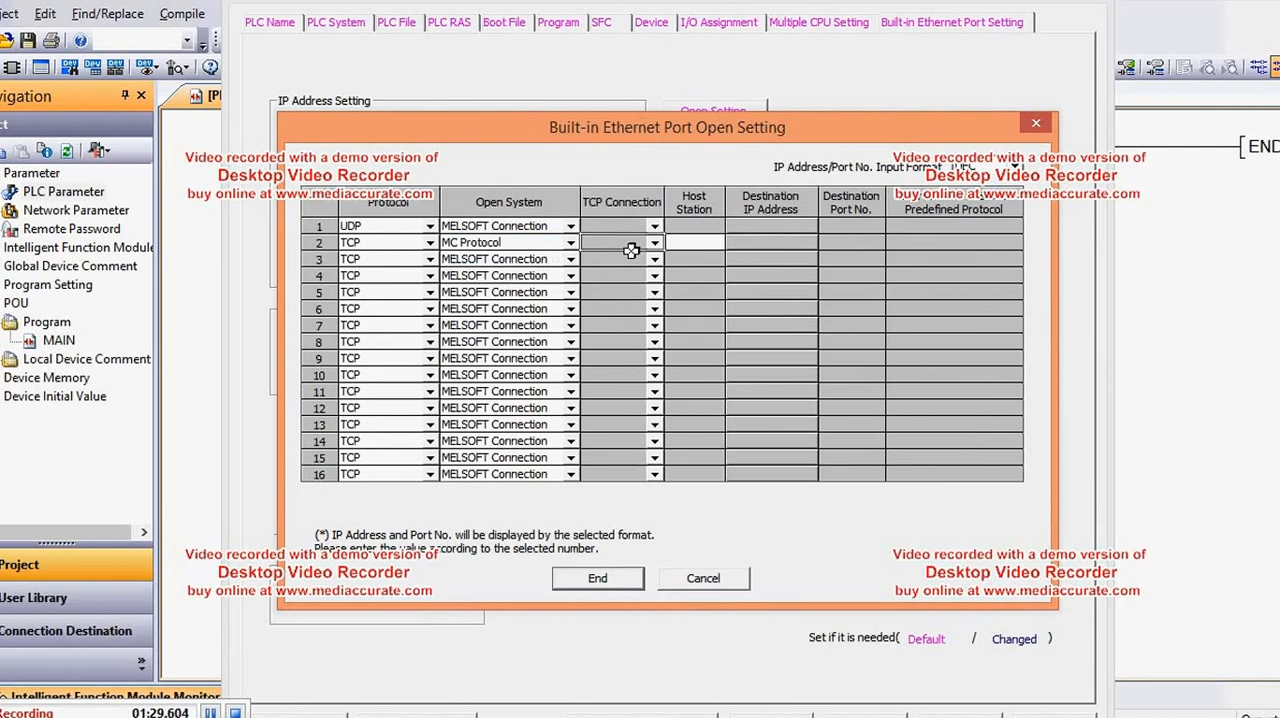 ject Edit Find/Replace Compile
PLC Name PLC System PLC File PLC RAS Boot File Program SFC Device I/O Assignment Multiple CPU Setting Built-in Ethernet Port Setting
vigation
ct
Parameter
PLC Parameter
Network Parameter
Remote Password
Intelligent Function Module
Global Device Comment
Program Setting
POU
Program
MAIN
Local Device Comment
Device Memory
Device Initial Value
Project
User Library
Connection Destination
Intelligent Function Module Monitor
Recording 01:29.604
[P
[END
IP Address Setting
Open Setting
Built-in Ethernet Port Open Setting
Video recorded with a demo version of
Desktop Video Recorder
buy online at www.mediaccurate.com
Video recorded with a demo version of
Desktop Video Recorder
buy online at www.mediaccurate.com
IP Address/Port No. Input Format
Protocol Open System TCP Connection Host Station Destination IP Address Destination Port No. Predefined Protocol
1 UDP MELSOFT Connection
2 TCP MC Protocol
3 TCP MELSOFT Connection
4 TCP MELSOFT Connection
5 TCP MELSOFT Connection
6 TCP MELSOFT Connection
7 TCP MELSOFT Connection
8 TCP MELSOFT Connection
9 TCP MELSOFT Connection
10 TCP MELSOFT Connection
11 TCP MELSOFT Connection
12 TCP MELSOFT Connection
13 TCP MELSOFT Connection
14 TCP MELSOFT Connection
15 TCP MELSOFT Connection
16 TCP MELSOFT Connection
(*) IP Address and Port No. will be displayed by the selected format.
Please enter the value according to the selected number.
Video recorded with a demo version of
Desktop Video Recorder
buy online at www.mediaccurate.com
Video recorded with a demo version of
Desktop Video Recorder
buy online at www.mediaccurate.com
End Cancel
Set if it is needed( Default / Changed )